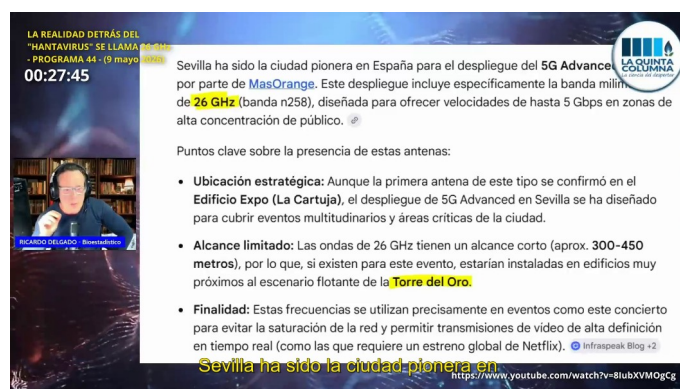 LA REALIDAD DETRÁS DEL
"HANTAVIRUS" SE LLAMA 26 GHz
- PROGRAMA 44 - (9 mayo 2026)
00:27:45
LA QUINTA
COLUMNA
La ciencia del despertar
Sevilla ha sido la ciudad pionera en España para el despliegue del 5G Advanced
por parte de MasOrange. Este despliegue incluye específicamente la banda
de 26 GHz (banda n258), diseñada para ofrecer velocidades de hasta 5 Gbps en zonas de
alta concentración de público.
Puntos clave sobre la presencia de estas antenas:
• Ubicación estratégica: Aunque la primera antena de este tipo se confirmó en el
Edificio Expo (La Cartuja), el despliegue de 5G Advanced en Sevilla se ha diseñado
para cubrir eventos multitudinarios y áreas críticas de la ciudad.
• Alcance limitado: Las ondas de 26 GHz tienen un alcance corto (aprox. 300-450
metros), por lo que, si existen para este evento, estarían instaladas en edificios muy
próximos al escenario flotante de la Torre del Oro.
• Finalidad: Estas frecuencias se utilizan precisamente en eventos como este concierto
para evitar la saturación de la red y permitir transmisiones de video de alta definición
en tiempo real (como las que requiere un estreno global de Netflix). Infraspeak Blog +2
RICARDO DELGADO - Bioestadístico
Sevilla ha sido la ciudad pionera en
https://www.youtube.com/watch?v=8IubXVMOgCg